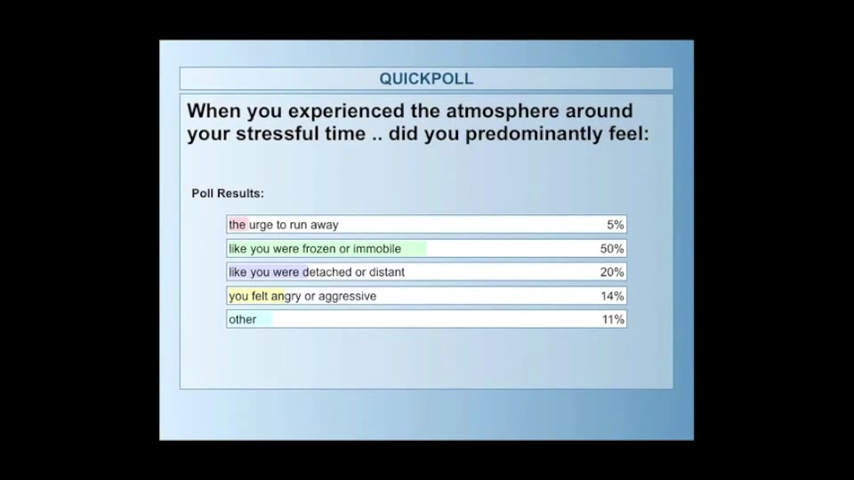 QUICKPOLL
When you experienced the atmosphere around
your stressful time .. did you predominantly feel:
Poll Results:
the urge to run away 5%
like you were frozen or immobile 50%
like you were detached or distant 20%
you felt angry or aggressive 14%
other 11%